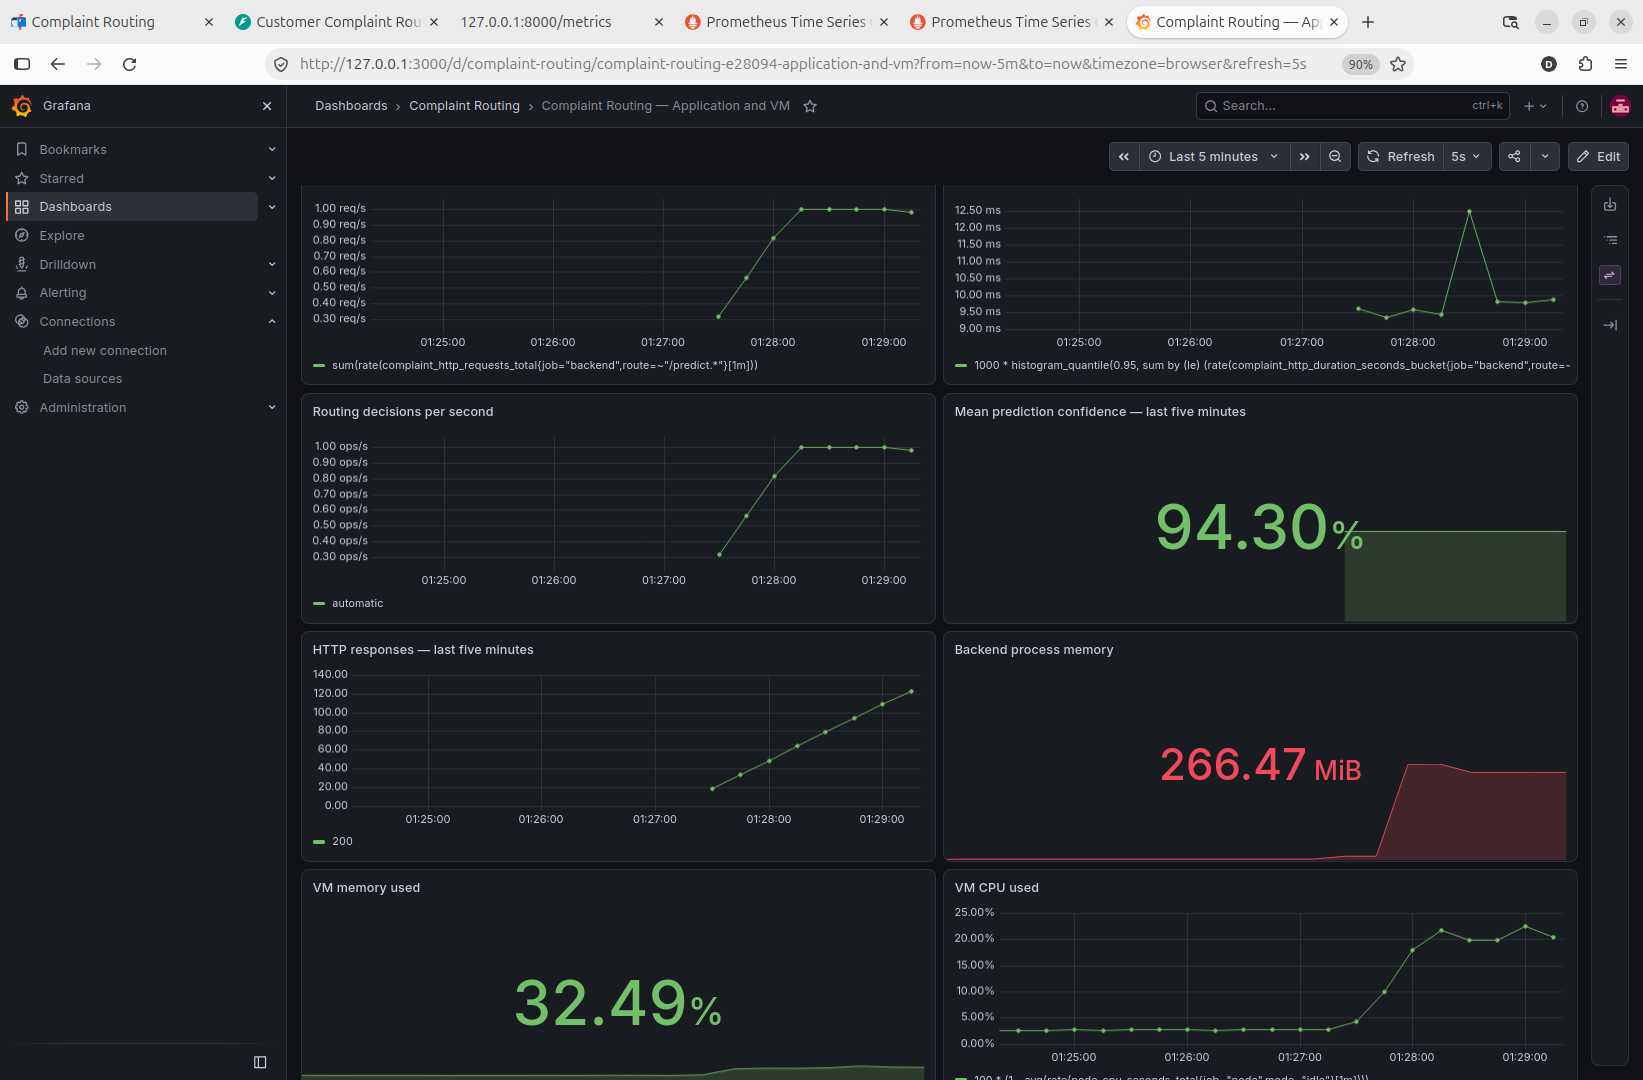 Complaint Routing
Customer Complaint Rou
127.0.0.1:8000/metrics
Prometheus Time Series
Prometheus Time Series
Complaint Routing — Ap
http://127.0.0.1:3000/d/complaint-routing/complaint-routing-e28094-application-and-vm?from=now-5m&to=now&timezone=browser&refresh=5s
90%
D
Grafana
Dashboards › Complaint Routing › Complaint Routing — Application and VM
Search... ctrl+k
Bookmarks
Starred
Dashboards
Explore
Drilldown
Alerting
Connections
Add new connection
Data sources
Administration
Last 5 minutes
Refresh 5s
Edit
1.00 req/s
0.90 req/s
0.80 req/s
0.70 req/s
0.60 req/s
0.50 req/s
0.40 req/s
0.30 req/s
01:25:00 01:26:00 01:27:00 01:28:00 01:29:00
sum(rate(complaint_http_requests_total{job="backend",route=~"/predict.*"}[1m]))
12.50 ms
12.00 ms
11.50 ms
11.00 ms
10.50 ms
10.00 ms
9.50 ms
9.00 ms
01:25:00 01:26:00 01:27:00 01:28:00 01:29:00
1000 * histogram_quantile(0.95, sum by (le) (rate(complaint_http_duration_seconds_bucket{job="backend",route=~
Routing decisions per second
1.00 ops/s
0.90 ops/s
0.80 ops/s
0.70 ops/s
0.60 ops/s
0.50 ops/s
0.40 ops/s
0.30 ops/s
01:25:00 01:26:00 01:27:00 01:28:00 01:29:00
automatic
Mean prediction confidence — last five minutes
94.30%
HTTP responses — last five minutes
140.00
120.00
100.00
80.00
60.00
40.00
20.00
0.00
01:25:00 01:26:00 01:27:00 01:28:00 01:29:00
200
Backend process memory
266.47 MiB
VM memory used
32.49%
VM CPU used
25.00%
20.00%
15.00%
10.00%
5.00%
0.00%
01:25:00 01:26:00 01:27:00 01:28:00 01:29:00